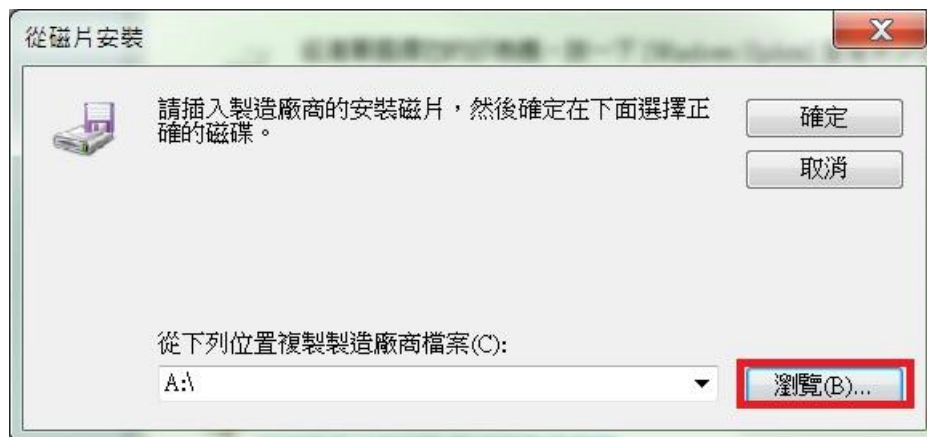 從磁片安裝
請插入製造廠商的安裝磁片，然後確定在下面選擇正
確的磁碟。
確定
取消
從下列位置複製製造廠商檔案(C):
A:\
瀏覽(B)...